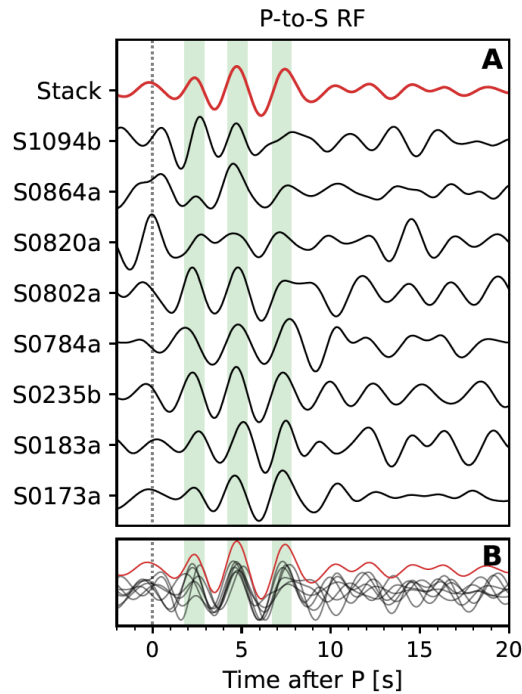 P-to-S RF
A
Stack
S1094b
S0864a
S0820a
S0802a
S0784a
S0235b
S0183a
S0173a
B
0 5 10 15 20
Time after P [s]